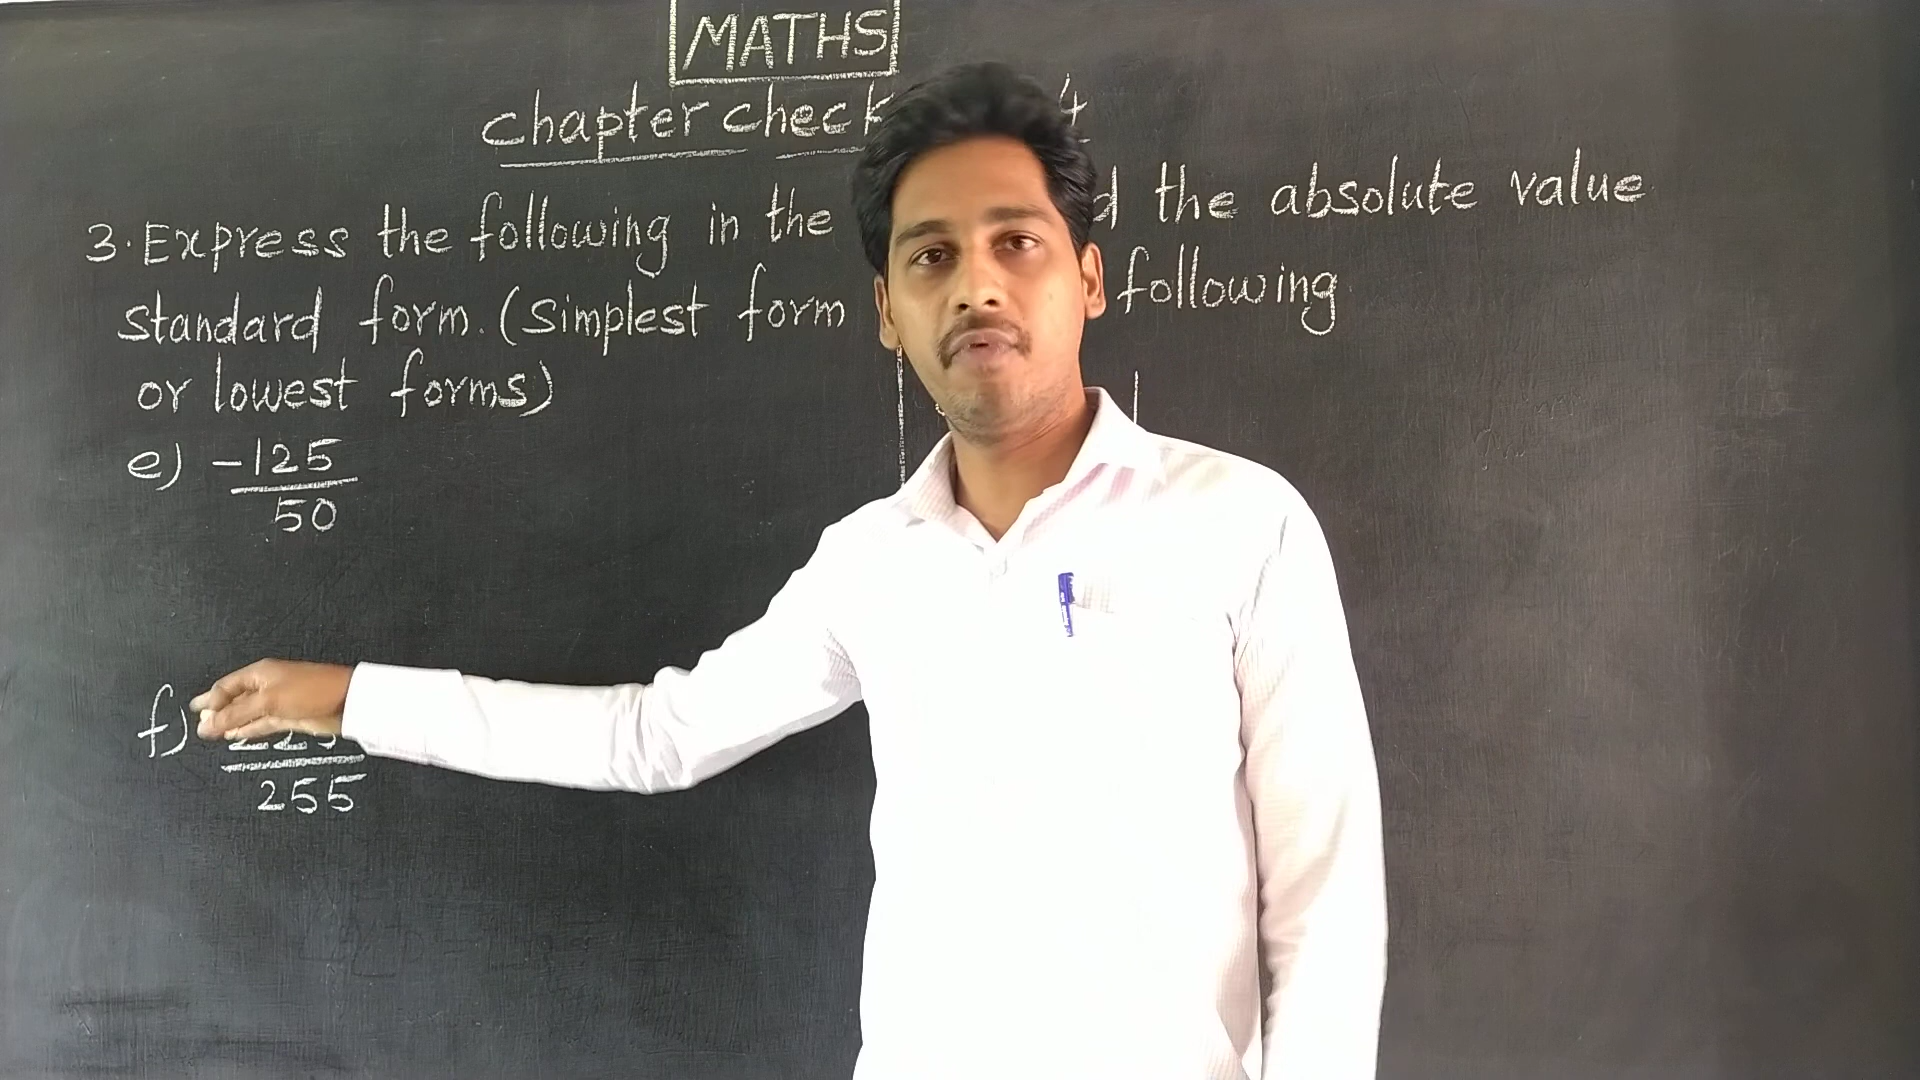 MATHS
chapter check 4
3. Express the following in the
standard form. (Simplest form
or lowest forms)
e) -125
50
f)
255
the absolute value
following